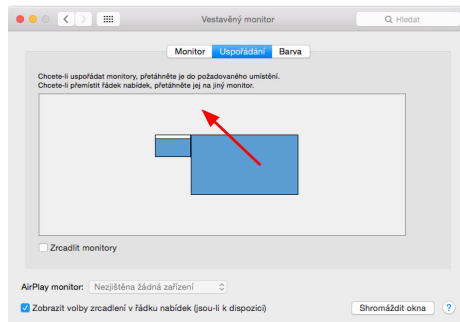 Vestavěný monitor
Hledat
Monitor Uspořádání Barva
Chcete-li uspořádat monitory, přetáhněte je do požadovaného umístění.
Chcete-li přemístit řádek nabídek, přetáhněte jej na jiný monitor.
Zrcadlit monitory
AirPlay monitor: Nezjištěna žádná zařízení
Zobrazit volby zrcadlení v řádku nabídek (jsou-li k dispozici)
Shromáždit okna ?